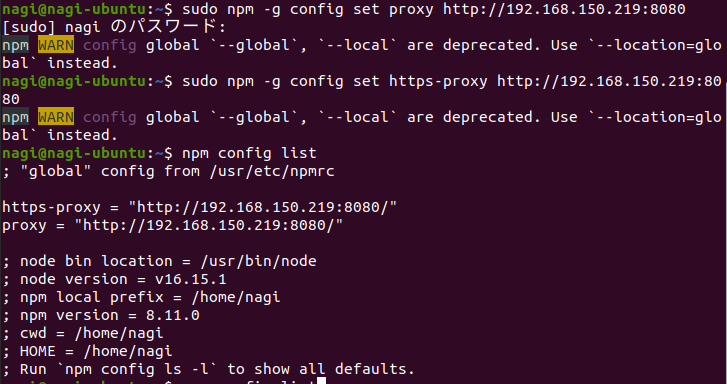 nagi@nagi-ubuntu:~$ sudo npm -g config set proxy http://192.168.150.219:8080
[sudo] nagi のパスワード:
npm WARN config global `--global`, `--local` are deprecated. Use `--location=glo
bal` instead.
nagi@nagi-ubuntu:~$ sudo npm -g config set https-proxy http://192.168.150.219:80
80
npm WARN config global `--global`, `--local` are deprecated. Use `--location=glo
bal` instead.
nagi@nagi-ubuntu:~$ npm config list
; "global" config from /usr/etc/npmrc
https-proxy = "http://192.168.150.219:8080/"
proxy = "http://192.168.150.219:8080/"
; node bin location = /usr/bin/node
; node version = v16.15.1
; npm local prefix = /home/nagi
; npm version = 8.11.0
; cwd = /home/nagi
; HOME = /home/nagi
; Run `npm config ls -l` to show all defaults.